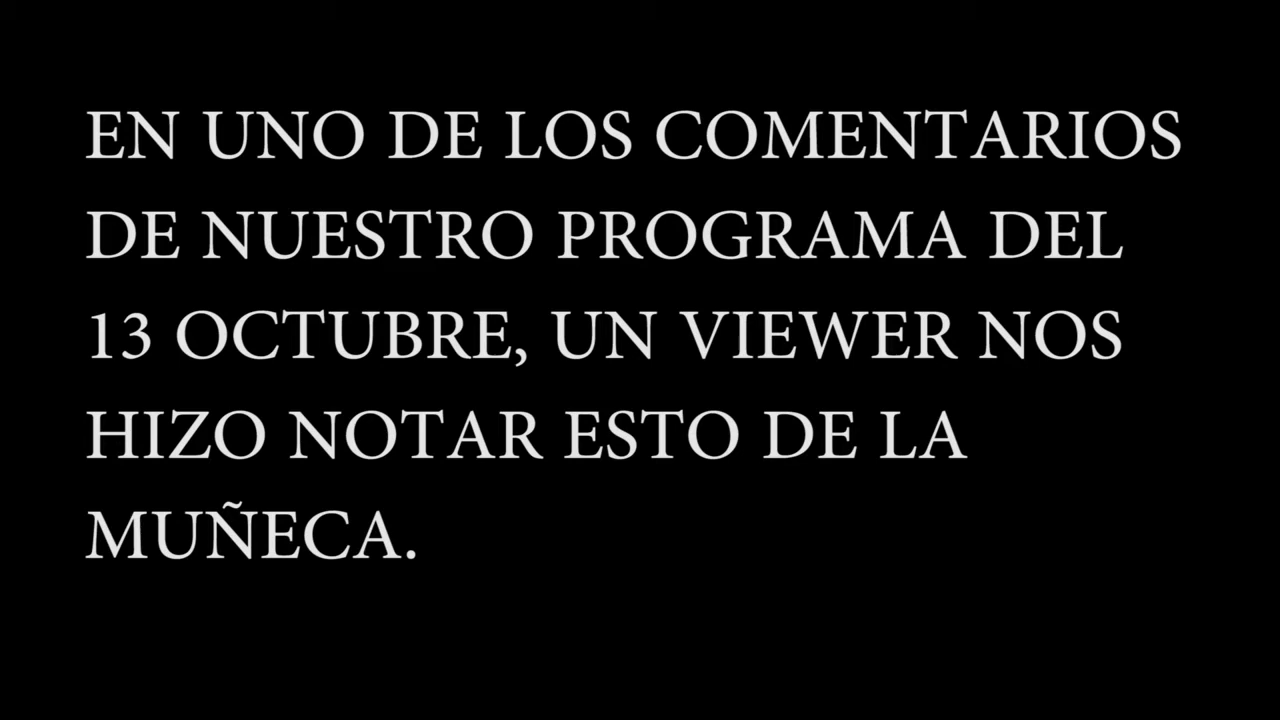 EN UNO DE LOS COMENTARIOS
DE NUESTRO PROGRAMA DEL
13 OCTUBRE, UN VIEWER NOS
HIZO NOTAR ESTO DE LA
MUÑECA.